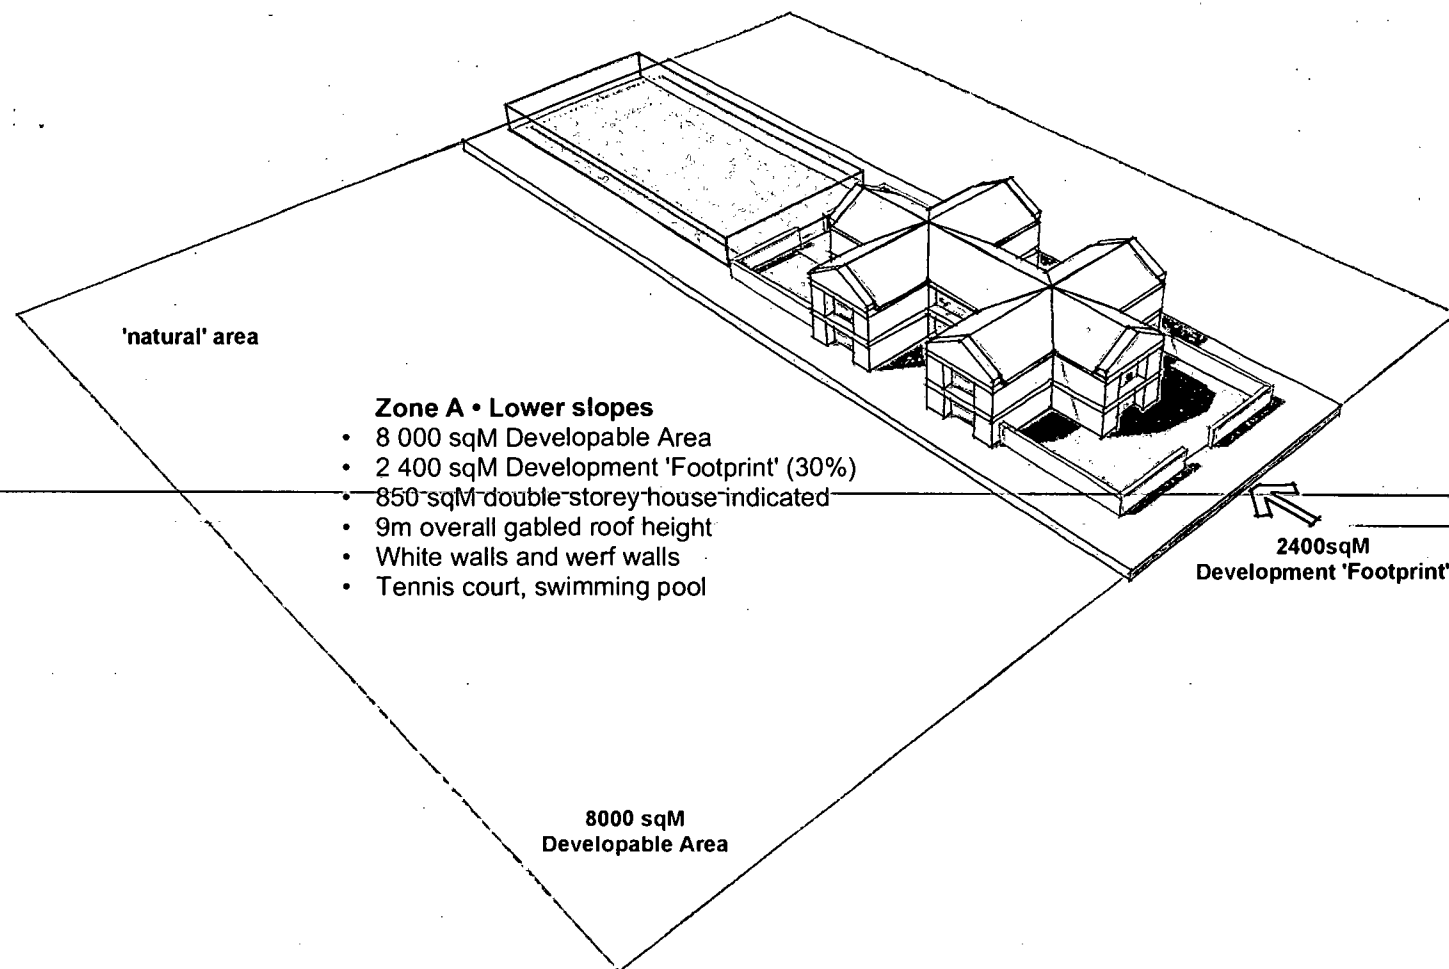 'natural' area
Zone A • Lower slopes
• 8 000 sqM Developable Area
• 2 400 sqM Development 'Footprint' (30%)
• 850 sqM double storey house indicated
• 9m overall gabled roof height
• White walls and werf walls
• Tennis court, swimming pool
2400sqM
Development 'Footprint'
8000 sqM
Developable Area